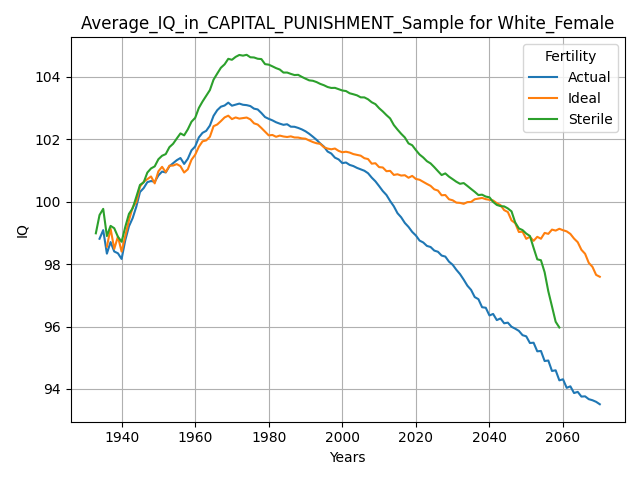 Average_IQ_in_CAPITAL_PUNISHMENT_Sample for White_Female
Fertility
Actual
Ideal
Sterile
IQ
104
102
100
98
96
94
1940
1960
1980
2000
2020
2040
2060
Years